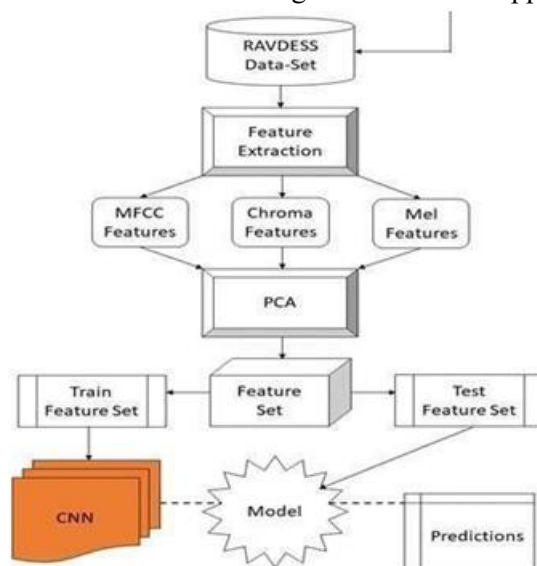 RAVDESS
Data-Set
Feature
Extraction
MFCC
Features
Chroma
Features
Mel
Features
PCA
Train
Feature Set
Feature
Set
Test
Feature Set
CNN
Model
Predictions